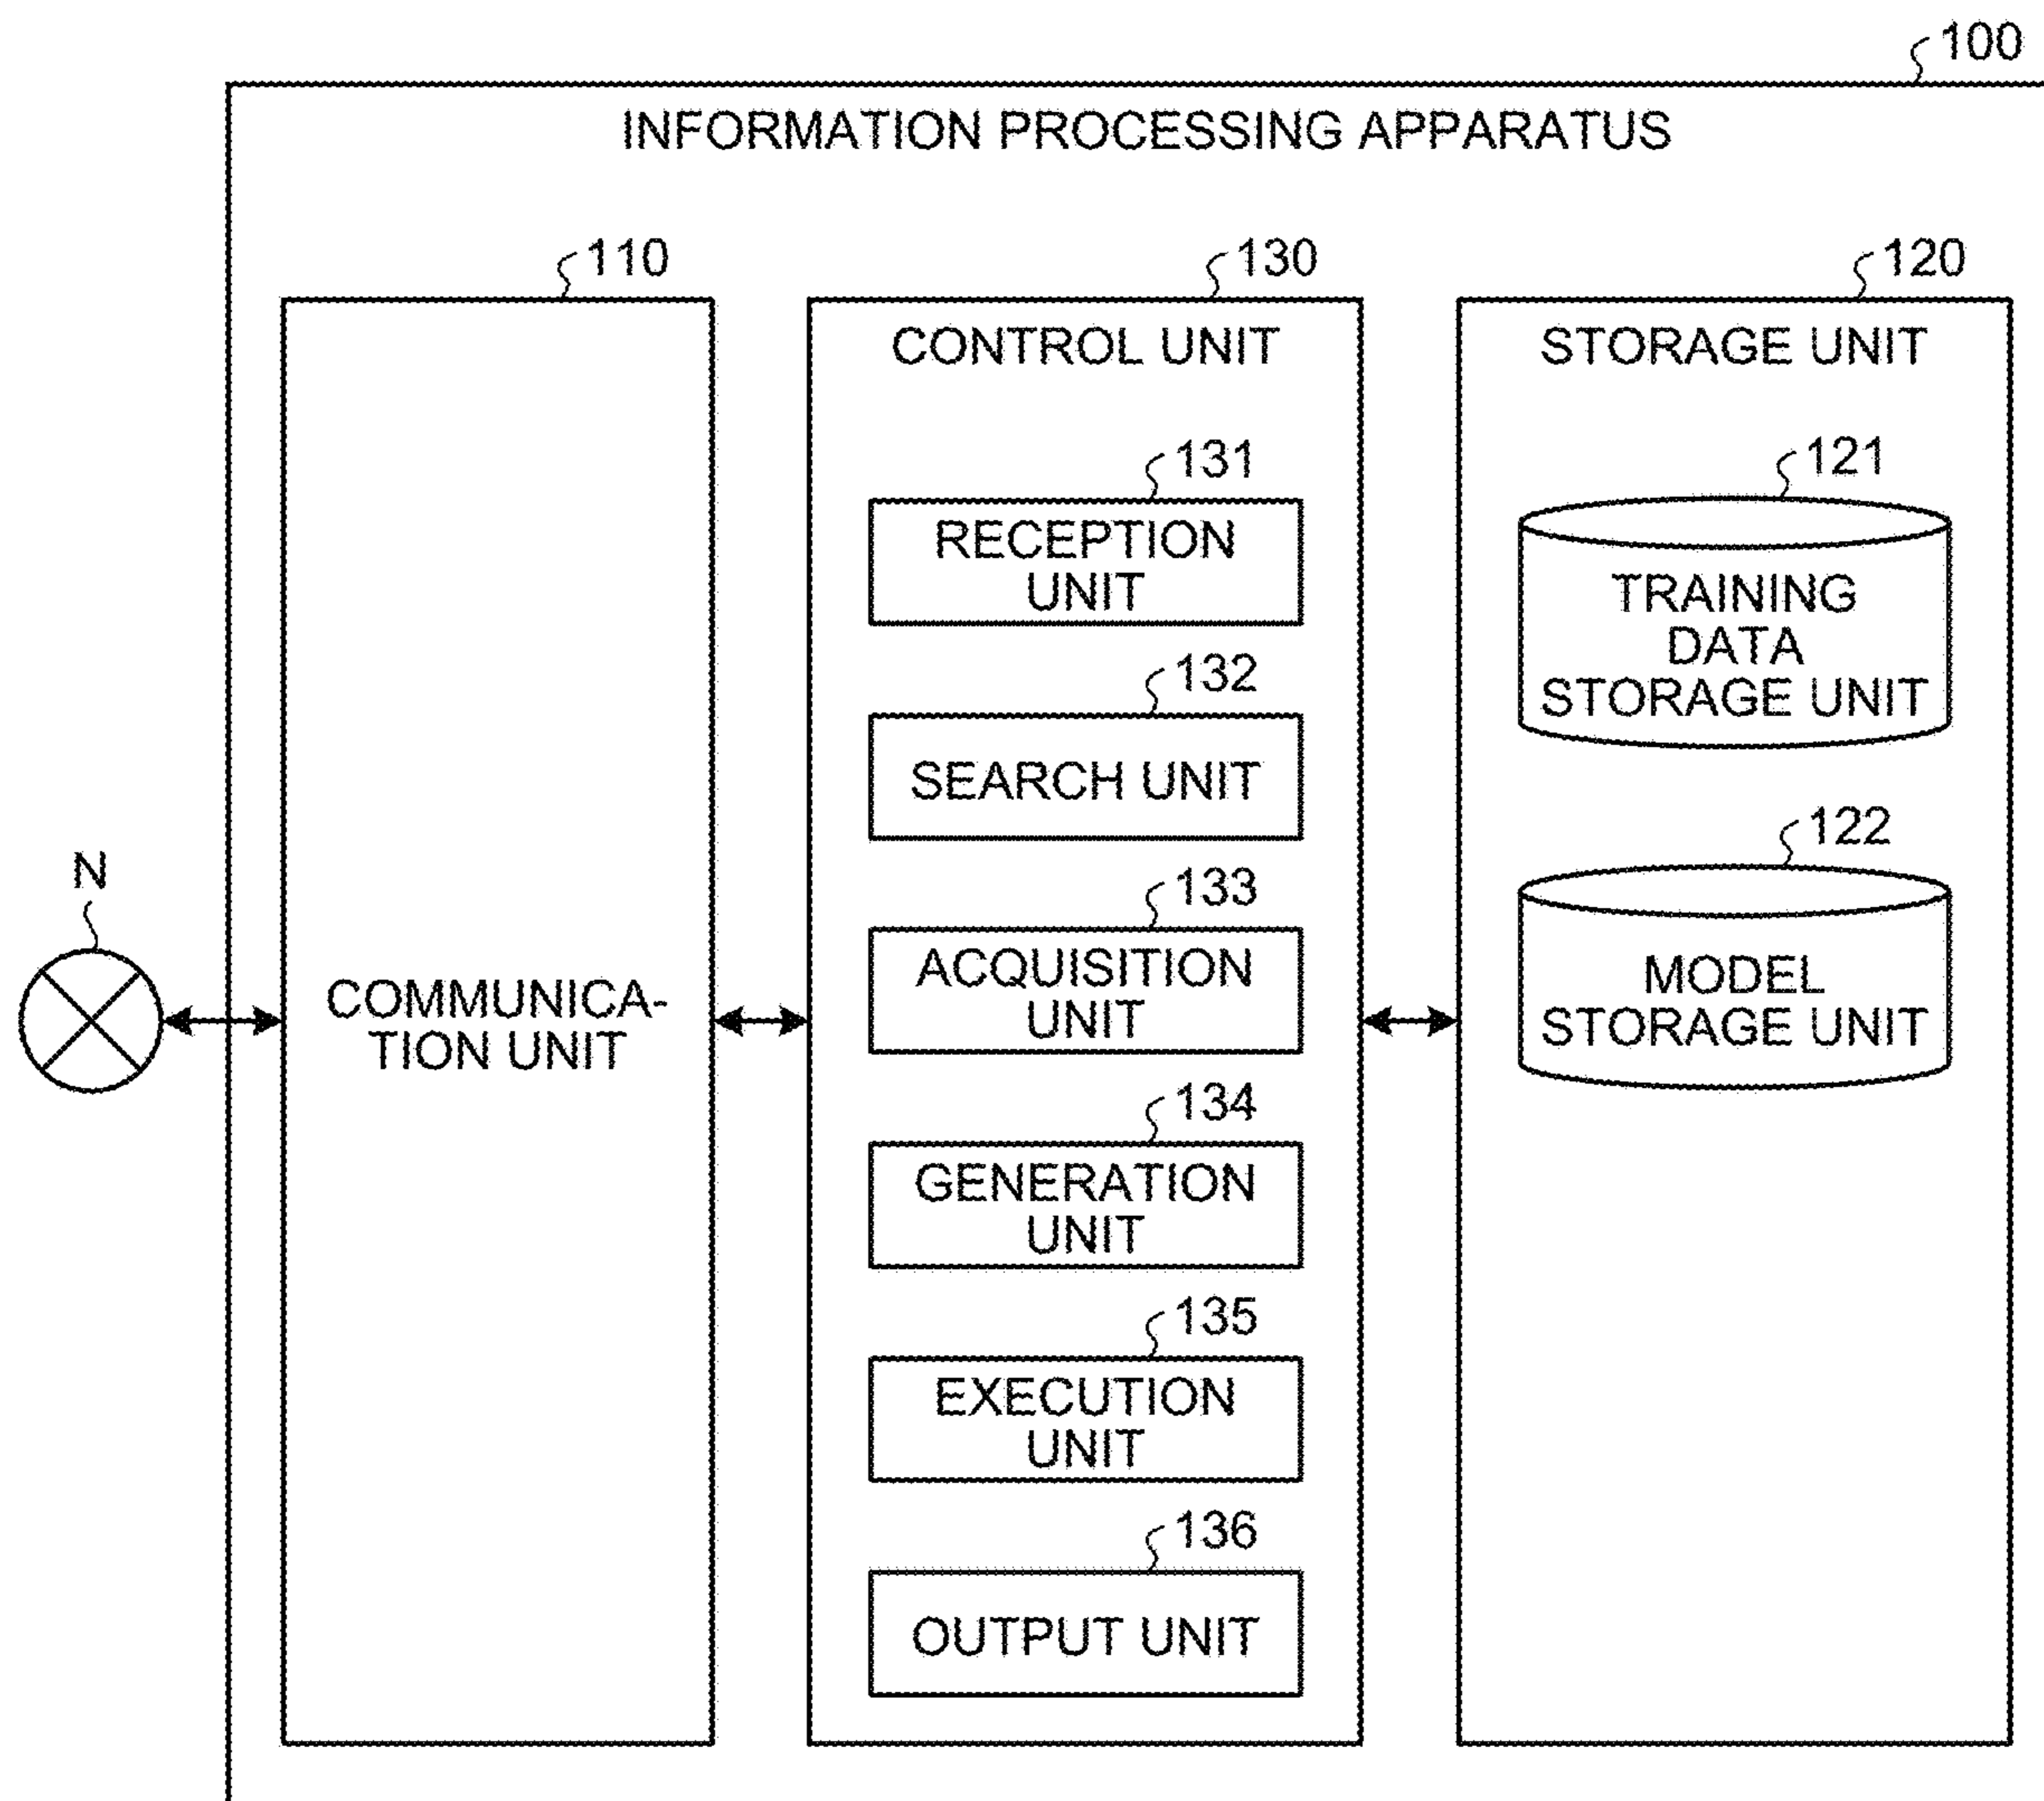 100
INFORMATION PROCESSING APPARATUS
110
130
120
CONTROL UNIT
STORAGE UNIT
131
RECEPTION
UNIT
121
TRAINING
DATA
STORAGE UNIT
132
SEARCH UNIT
122
MODEL
STORAGE UNIT
N
COMMUNICA-
TION UNIT
133
ACQUISITION
UNIT
134
GENERATION
UNIT
135
EXECUTION
UNIT
136
OUTPUT UNIT